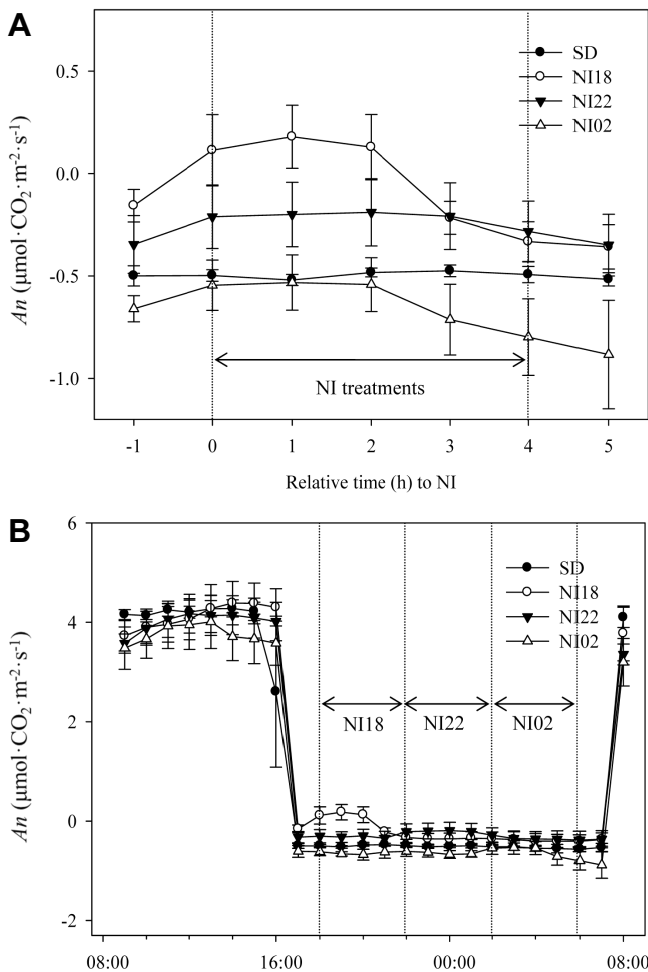 A
An (μmol·CO₂·m⁻²·s⁻¹)
0.5
0.0
-0.5
-1.0
SD
NI18
NI22
NI02
NI treatments
-1 0 1 2 3 4 5
Relative time (h) to NI
B
An (μmol·CO₂·m⁻²·s⁻¹)
6
4
2
0
-2
SD
NI18
NI22
NI02
NI18 NI22 NI02
08:00 16:00 00:00 08:00